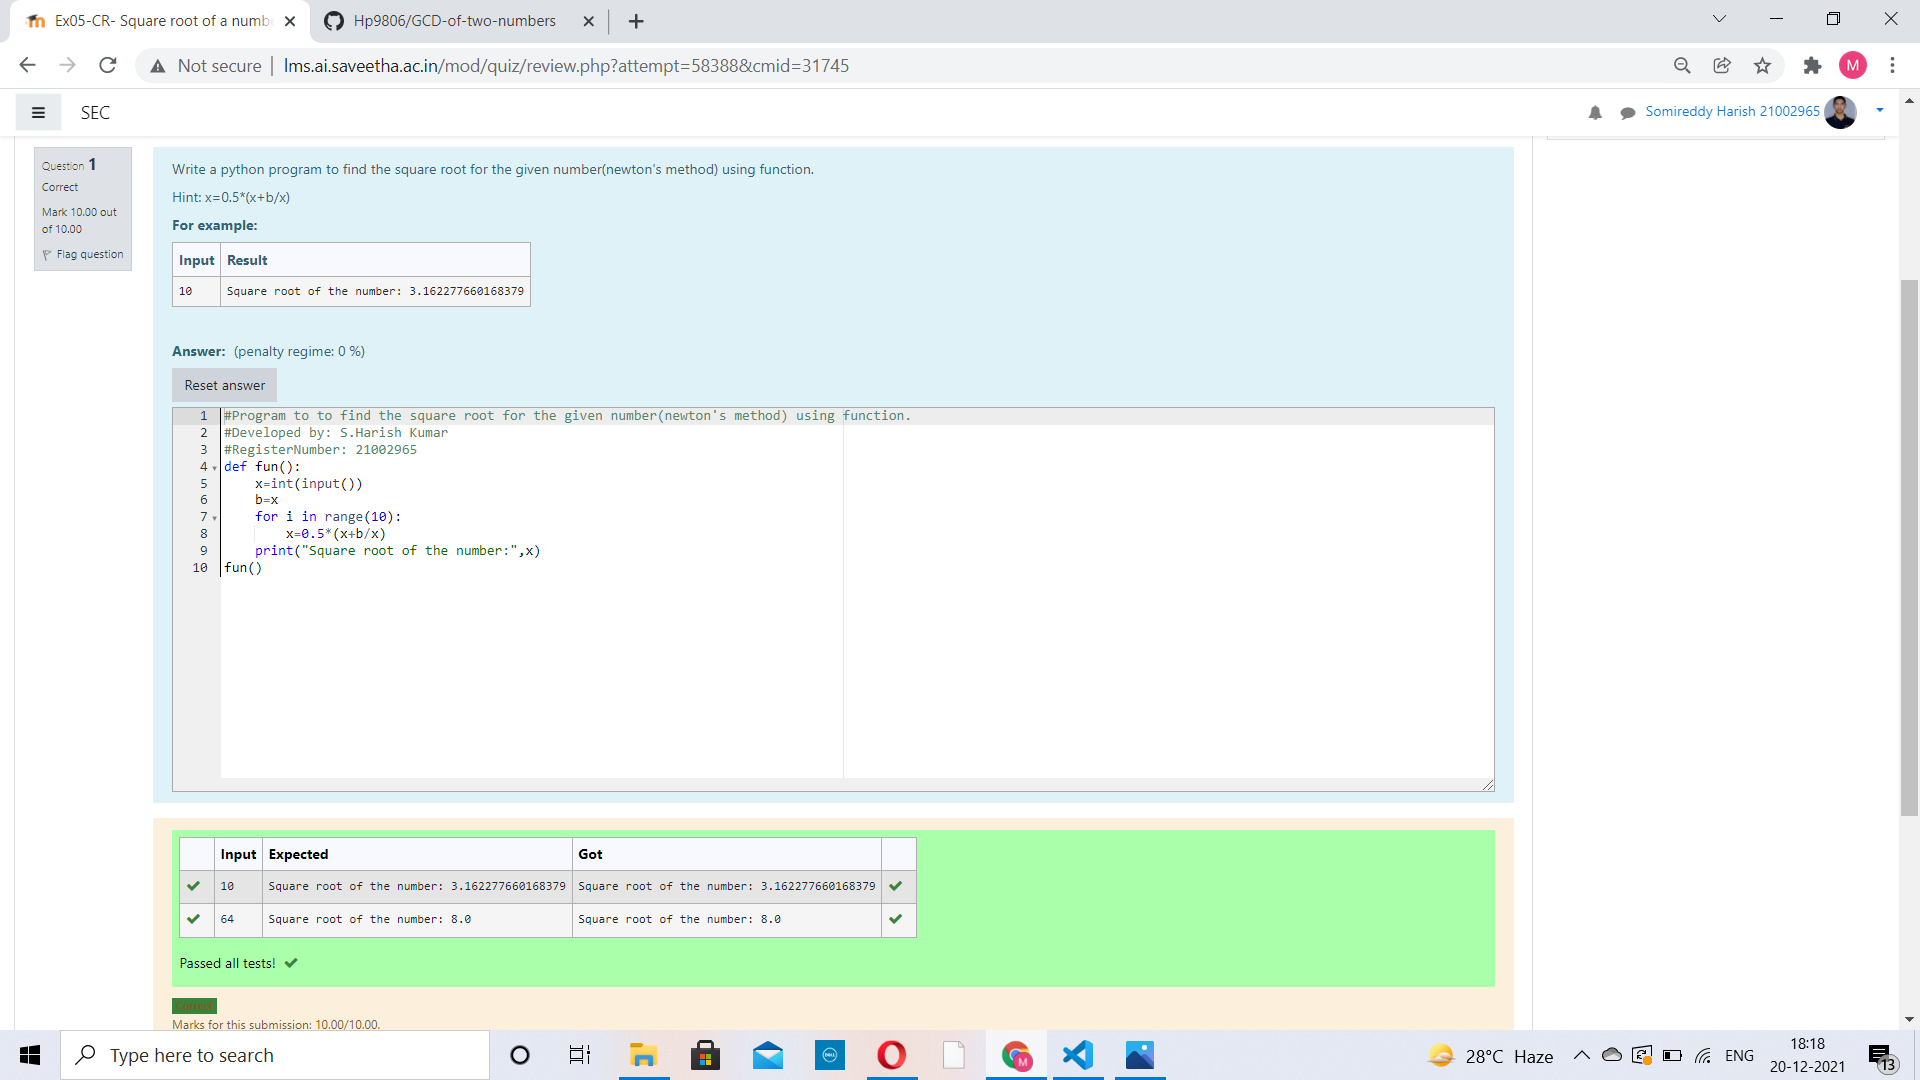 Ex05-CR- Square root of a numb
Hp9806/GCD-of-two-numbers
Not secure
lms.ai.saveetha.ac.in/mod/quiz/review.php?attempt=58388&cmid=31745
M
SEC
Somireddy Harish 21002965
Question 1
Correct
Mark 10.00 out
of 10.00
Flag question
Write a python program to find the square root for the given number(newton's method) using function.
Hint: x=0.5*(x+b/x)
For example:
Input Result
10 Square root of the number: 3.162277660168379
Answer: (penalty regime: 0 %)
Reset answer
1 #Program to to find the square root for the given number(newton's method) using function.
2 #Developed by: S.Harish Kumar
3 #RegisterNumber: 21002965
4 def fun():
5 x=int(input())
6 b=x
7 for i in range(10):
8 x=0.5*(x+b/x)
9 print("Square root of the number:",x)
10 fun()
Input Expected Got
10 Square root of the number: 3.162277660168379 Square root of the number: 3.162277660168379
64 Square root of the number: 8.0 Square root of the number: 8.0
Passed all tests!
Correct
Marks for this submission: 10.00/10.00.
Type here to search
DELL
M
28°C Haze
ENG
18:18
20-12-2021
13